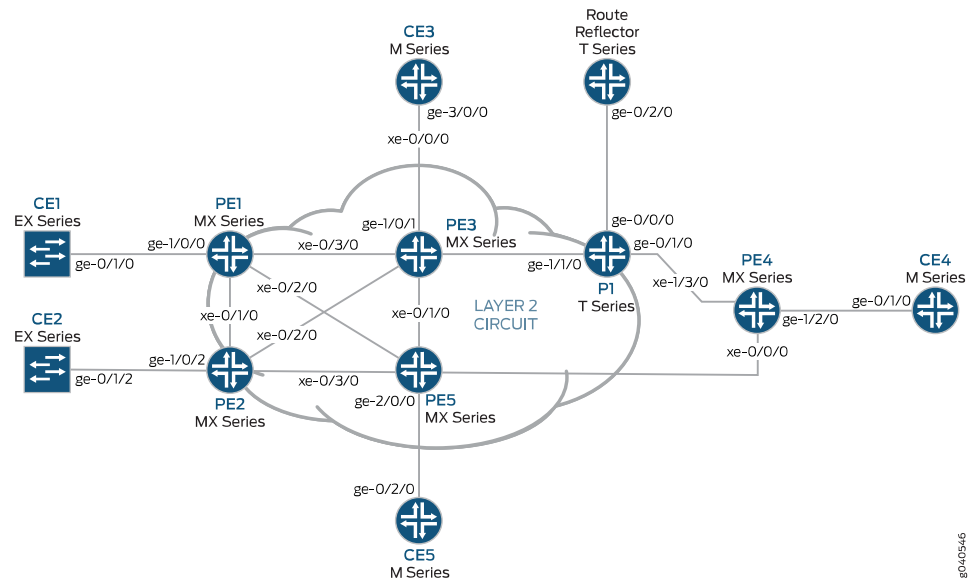 CE3
M Series
Route
Reflector
T Series
ge-3/0/0
xe-0/0/0
ge-0/2/0
CE1
EX Series
PE1
MX Series
ge-1/0/0
ge-0/1/0
xe-0/3/0
ge-1/0/1
PE3
MX Series
ge-0/0/0
ge-0/1/0
ge-1/1/0
P1
T Series
xe-1/3/0
PE4
MX Series
CE4
M Series
ge-0/1/0
ge-1/2/0
xe-0/0/0
xe-0/2/0
xe-0/1/0
xe-0/2/0
xe-0/1/0
LAYER 2
CIRCUIT
CE2
EX Series
ge-1/0/2
ge-0/1/2
PE2
MX Series
xe-0/3/0
ge-2/0/0
PE5
MX Series
ge-0/2/0
CE5
M Series
g040546